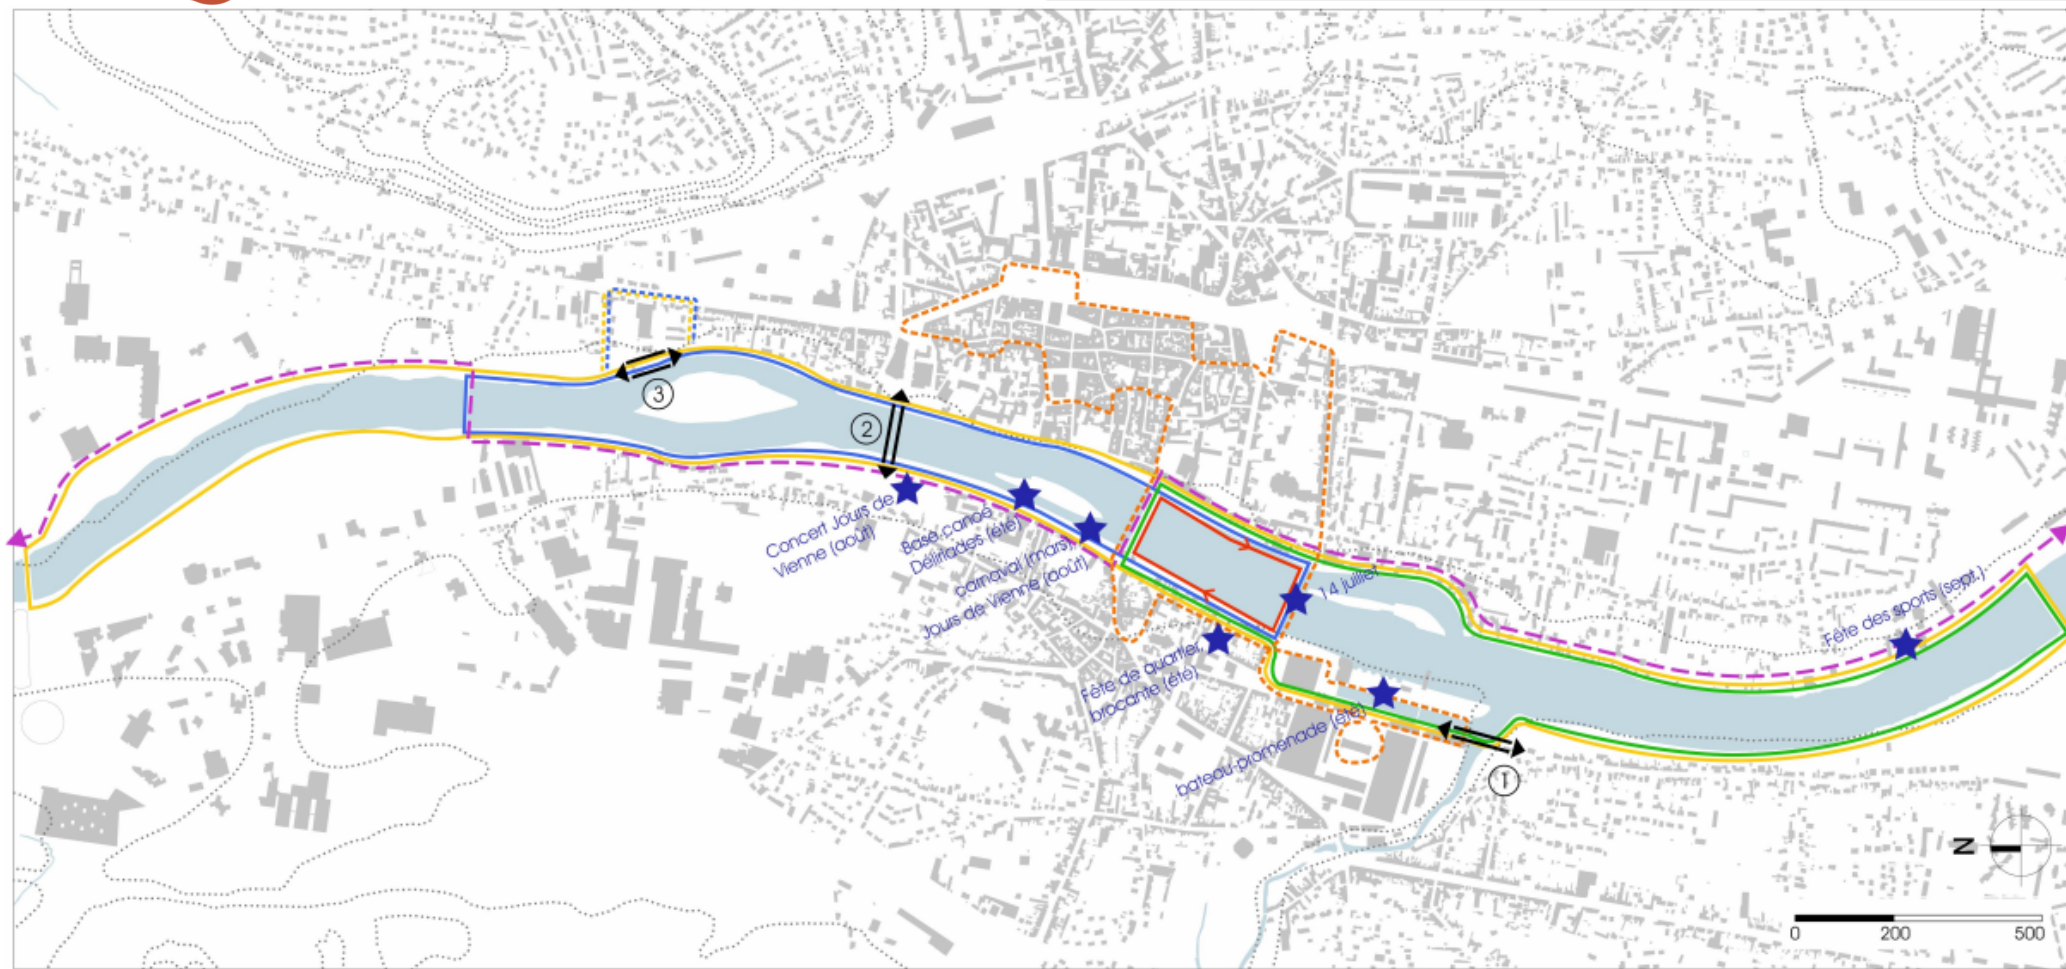 3
2
Concert Jours de
Vienne (août)
Base canoë
Déliriades (été)
carnaval (mars),
Jours de Vienne (août)
14 juillet
Fête de quartier,
brocante (été)
bateau-promenade (été)
Fête des sports (sept.)
1
N
0 200 500